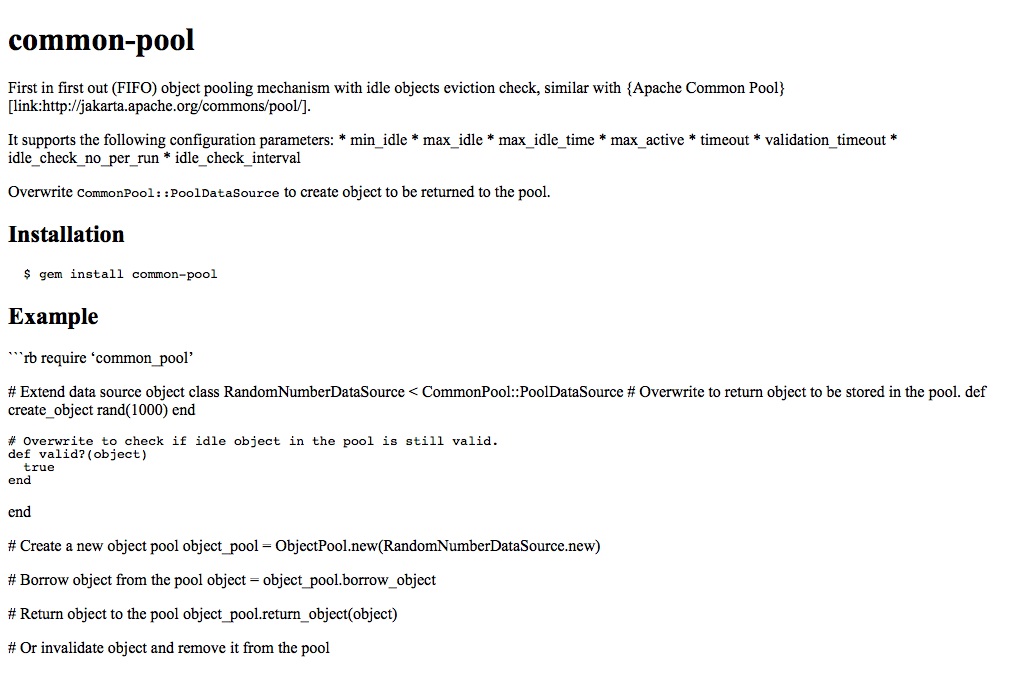 common-pool
First in first out (FIFO) object pooling mechanism with idle objects eviction check, similar with {Apache Common Pool}
[link:http://jakarta.apache.org/commons/pool/].
It supports the following configuration parameters: * min_idle * max_idle * max_idle_time * max_active * timeout * validation_timeout *
idle_check_no_per_run * idle_check_interval
Overwrite CommonPool::PoolDataSource to create object to be returned to the pool.
Installation
$ gem install common-pool
Example
```rb require ‘common_pool’
# Extend data source object class RandomNumberDataSource < CommonPool::PoolDataSource # Overwrite to return object to be stored in the pool. def
create_object rand(1000) end
# Overwrite to check if idle object in the pool is still valid.
def valid?(object)
  true
end
end
# Create a new object pool object_pool = ObjectPool.new(RandomNumberDataSource.new)
# Borrow object from the pool object = object_pool.borrow_object
# Return object to the pool object_pool.return_object(object)
# Or invalidate object and remove it from the pool